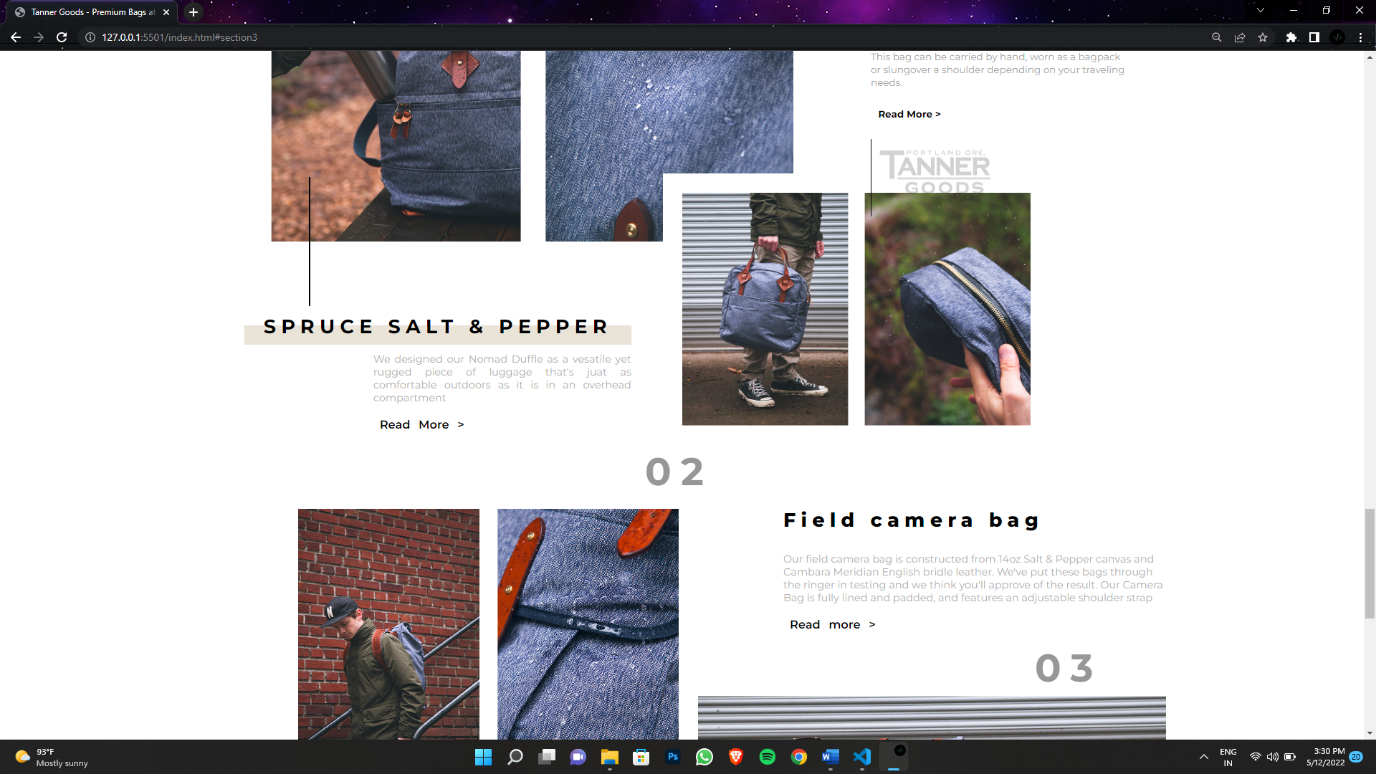 Tanner Goods - Premium Bags at
127.0.0.1:5501/index.html#section3
This bag can be carried by hand, worn as a bagpack
or slungover a shoulder depending on your traveling
needs.
Read More >
PORTLAND ORE.
TANNER
GOODS
SPRUCE SALT & PEPPER
We designed our Nomad Duffle as a vesatile yet
rugged piece of luggage that's juat as
comfortable outdoors as it is in an overhead
compartment
Read More >
02
Field camera bag
Our field camera bag is constructed from 14oz Salt & Pepper canvas and
Cambara Meridian English bridle leather. We've put these bags through
the ringer in testing and we think you'll approve of the result. Our Camera
Bag is fully lined and padded, and features an adjustable shoulder strap
Read more >
03
93°F
Mostly sunny
Ps
W
ENG
IN
3:30 PM
5/12/2022
20